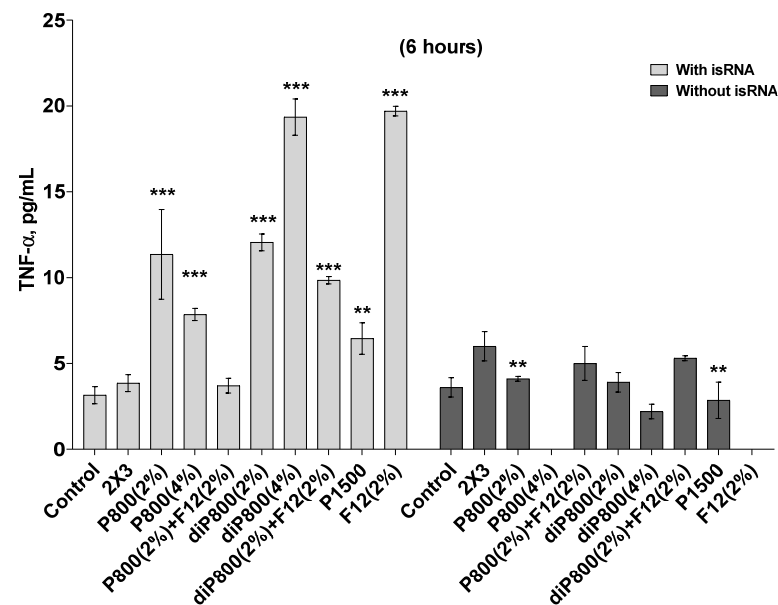 (6 hours)
With isRNA
Without isRNA
TNF-α, pg/mL
25
20
15
10
5
0
***
***
***
***
***
**
***
**
**
Control
2X3
P800(2%)
P800(4%)
P800(2%)+F12(2%)
diP800(2%)
diP800(4%)
diP800(2%)+F12(2%)
P1500
F12(2%)
Control
2X3
P800(2%)
P800(4%)
P800(2%)+F12(2%)
diP800(2%)
diP800(4%)
diP800(2%)+F12(2%)
P1500
F12(2%)